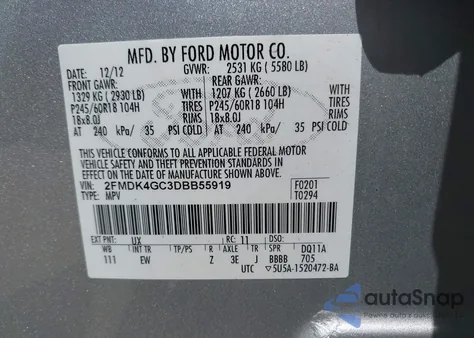 MFD. BY FORD MOTOR CO.
DATE: 12/12 GVWR: 2531 KG ( 5580 LB)
FRONT GAWR: REAR GAWR:
1329 KG ( 2930 LB) 1207 KG ( 2660 LB)
P245/60R18 104H TIRES P245/60R18 104H
18x8.0J RIMS 18x8.0J
AT 240 kPa/ 35 PSI COLD AT 240 kPa/ 35 PSI COLD
THIS VEHICLE CONFORMS TO ALL APPLICABLE FEDERAL MOTOR
VEHICLE SAFETY AND THEFT PREVENTION STANDARDS IN
EFFECT ON THE DATE OF MANUFACTURE SHOWN ABOVE.
VIN: 2FMDK4GC3DBB55919 F0201
TYPE: MPV T0294
EXT PNT: UX RC: 11 DSO:
WB INT TR TP/PS R AXLE TR SPR DQ11A
111 EW Z 3E J BBBB 705
UTC 5U5A-1520472-BA
autoSnap
www.autosnap.cc